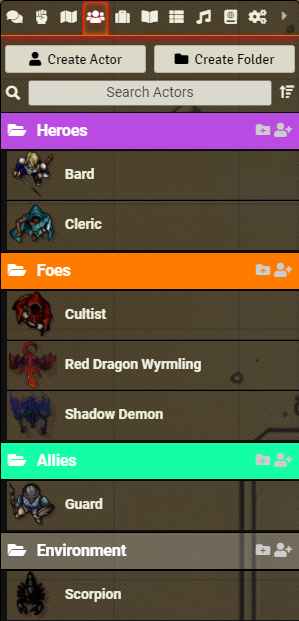 Create Actor
Create Folder
Search Actors
Heroes
Bard
Cleric
Foes
Cultist
Red Dragon Wyrmling
Shadow Demon
Allies
Guard
Environment
Scorpion